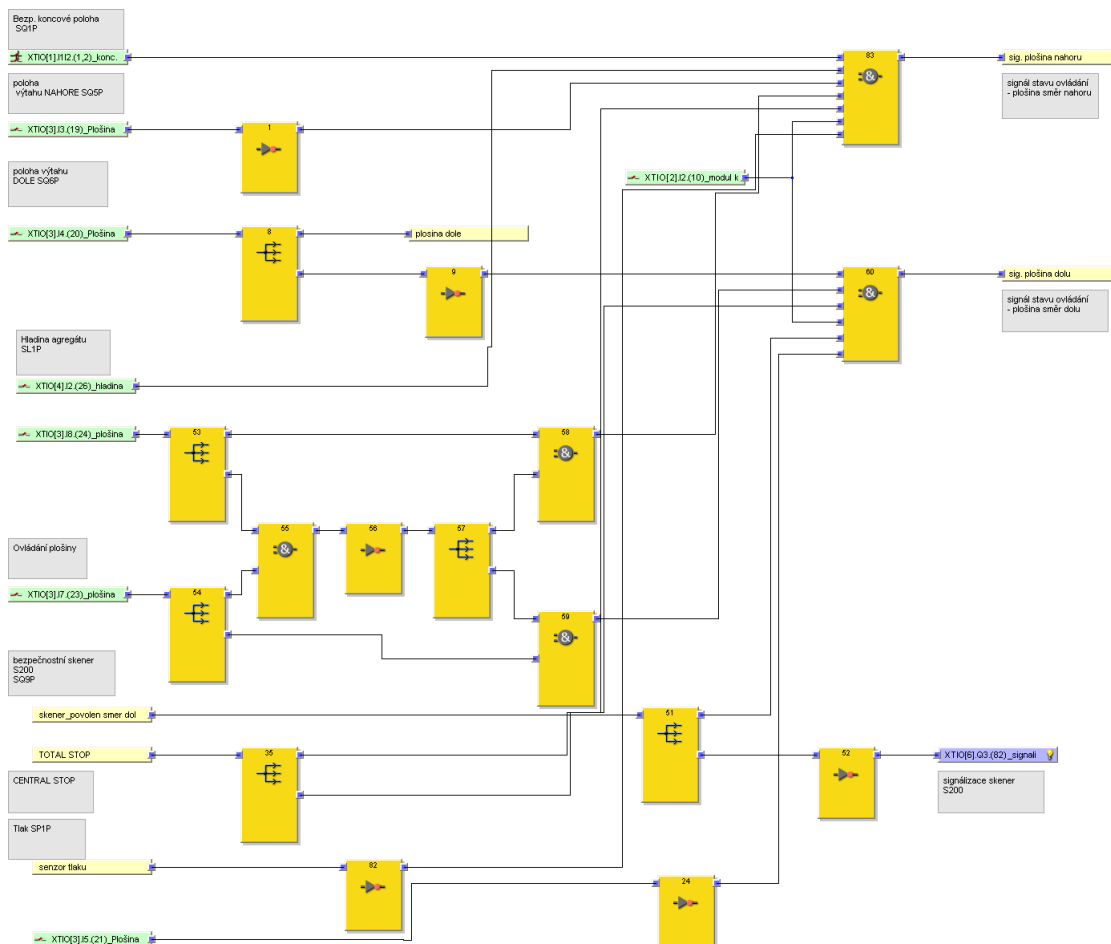 Bezp. koncové poloha
SQ1P
XTIO[1].I1I2.(1,2)_konc.
poloha
výtahu NAHORE SQ5P
XTIO[3].I3.(19)_Plošina
1
poloha výtahu
DOLE SQ6P
XTIO[3].I4.(20)_Plošina
8
plosina dole
9
Hladina agregátu
SL1P
XTIO[4].I2.(26)_hladina
XTIO[2].I2.(10)_modul k
83
sig. plošina nahoru
signál stavu ovládání
- plošina směr nahoru
60
sig. plošina dolu
signál stavu ovládání
- plošina směr dolu
XTIO[3].I8.(24)_plošina
53
58
55
56
57
Ovládání plošiny
XTIO[3].I7.(23)_plošina
54
59
bezpečnostní skener
S200
SQ9P
skener_povolen smer dol
51
TOTAL STOP
35
52
XTIO[6].Q3.(82)_signali
CENTRAL STOP
signálizace skener
S200
Tlak SP1P
senzor tlaku
82
24
XTIO[3].I5.(21)_Plošina